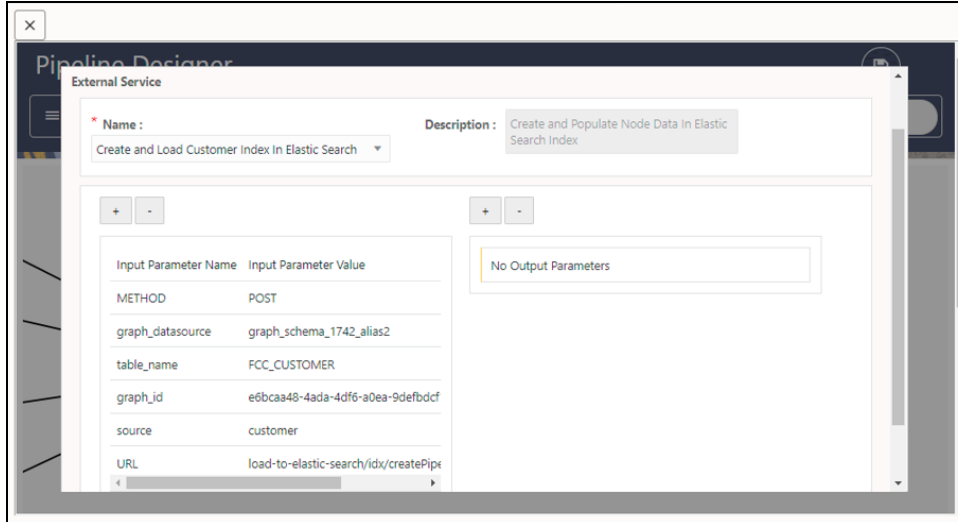 Pipeline Designer
External Service
* Name :
Create and Load Customer Index In Elastic Search
Description :
Create and Populate Node Data In Elastic
Search Index
+ -
+ -
Input Parameter Name Input Parameter Value
METHOD POST
graph_datasource graph_schema_1742_alias2
table_name FCC_CUSTOMER
graph_id e6bcaa48-4ada-4df6-a0ea-9defbdcf
source customer
URL load-to-elastic-search/idx/createPipe
No Output Parameters